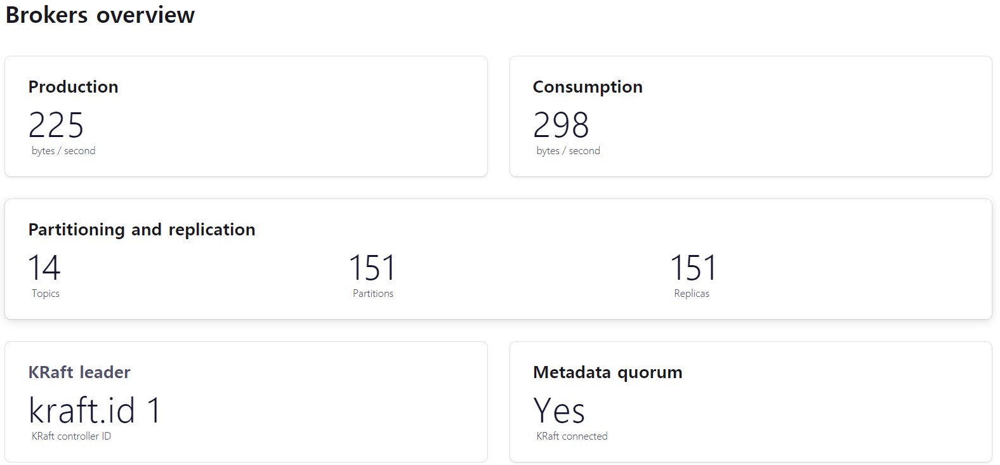 Brokers overview
Production
225
bytes / second
Consumption
298
bytes / second
Partitioning and replication
14
Topics
151
Partitions
151
Replicas
KRaft leader
kraft.id 1
KRaft controller ID
Metadata quorum
Yes
KRaft connected